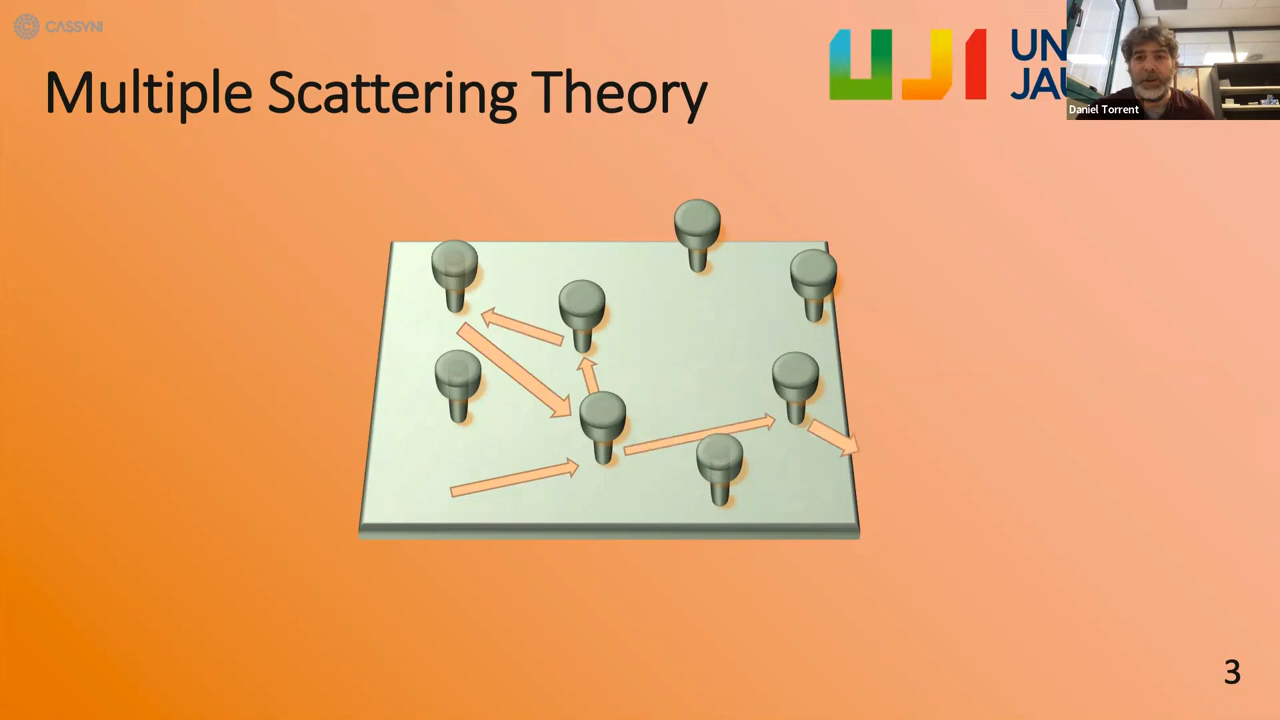 CASSYNI
Multiple Scattering Theory
UJI
UN
JAU
Daniel Torrent
3